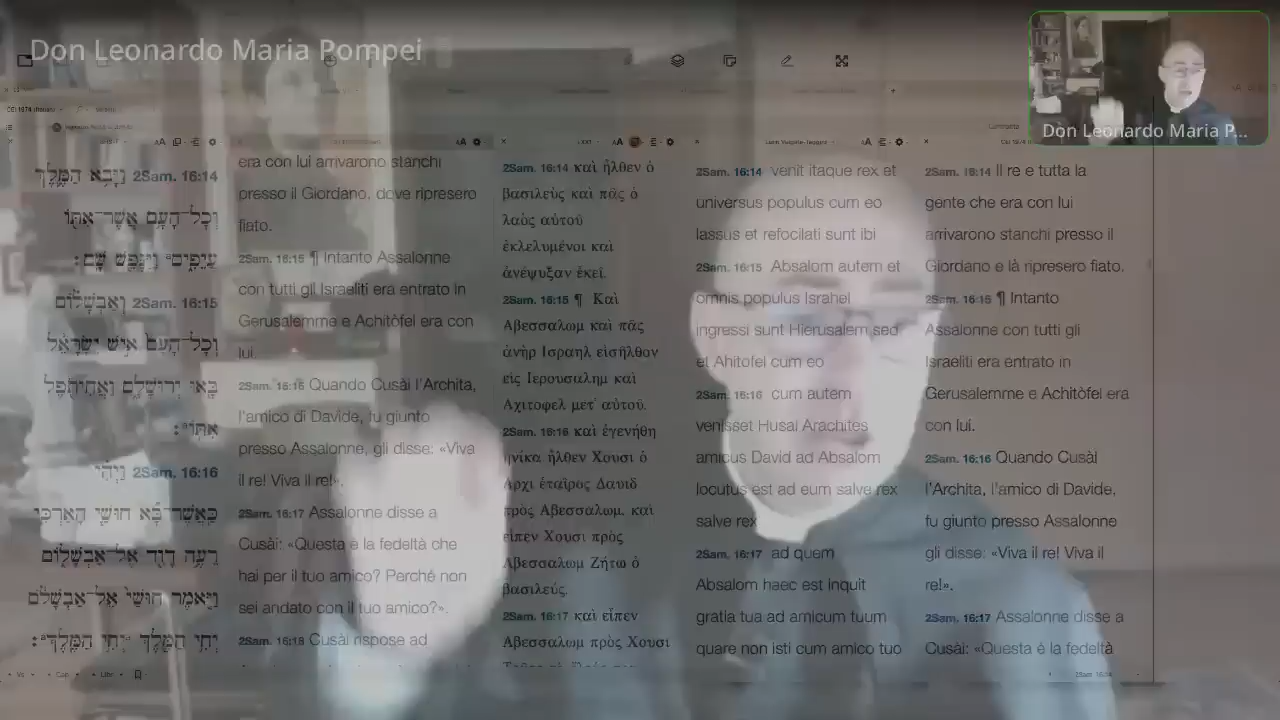 Don Leonardo Maria Pompei
Don Leonardo Maria P...
2Sam. 16:14 וַיָּבֹא הַמֶּלֶךְ
וְכָל־הָעָם אֲשֶׁר־אִתּוֹ
עֲיֵפִים וַיִּנָּפֵשׁ שָׁם׃
2Sam. 16:15 וְאַבְשָׁלוֹם
וְכָל־הָעָם אִישׁ יִשְׂרָאֵל
בָּאוּ יְרוּשָׁלִָם וַאֲחִיתֹפֶל
אִתּוֹ׃
2Sam. 16:16 וַיְהִי
כַּאֲשֶׁר־בָּא חוּשַׁי הָאַרְכִּי
רֵעֶה דָוִד אֶל־אַבְשָׁלוֹם
וַיֹּאמֶר חוּשַׁי אֶל־אַבְשָׁלֹם
יְחִי הַמֶּלֶךְ יְחִי הַמֶּלֶךְ׃
era con lui arrivarono stanchi
presso il Giordano, dove ripresero
fiato.
2Sam. 16:15 ¶ Intanto Assalonne
con tutti gli Israeliti era entrato in
Gerusalemme e Achitòfel era con
lui.
2Sam. 16:16 Quando Cusài l'Archita,
l'amico di Davide, fu giunto
presso Assalonne, gli disse: «Viva
il re! Viva il re!».
2Sam. 16:17 Assalonne disse a
Cusài: «Questa è la fedeltà che
hai per il tuo amico? Perché non
sei andato con il tuo amico?».
2Sam. 16:18 Cusài rispose ad
2Sam. 16:14 καὶ ἦλθεν ὁ
βασιλεὺς καὶ πᾶς ὁ
λαὸς αὐτοῦ
ἐκλελυμένοι καὶ
ἀνέψυξαν ἐκεῖ.
2Sam. 16:15 ¶ Καὶ
Αβεσσαλωμ καὶ πᾶς
ἀνὴρ Ισραηλ εἰσῆλθον
εἰς Ιερουσαλημ καὶ
Αχιτοφελ μετ' αὐτοῦ.
2Sam. 16:16 καὶ ἐγενήθη
ἡνίκα ἦλθεν Χουσι ὁ
Αρχι ἑταῖρος Δαυιδ
πρὸς Αβεσσαλωμ, καὶ
εἶπεν Χουσι πρὸς
Αβεσσαλωμ Ζήτω ὁ
βασιλεύς.
2Sam. 16:17 καὶ εἶπεν
Αβεσσαλωμ πρὸς Χουσι
2Sam. 16:14 venit itaque rex et
universus populus cum eo
lassus et refocilati sunt ibi
2Sam. 16:15 Absalom autem et
omnis populus Israhel
ingressi sunt Hierusalem sed
et Ahitofel cum eo
2Sam. 16:16 cum autem
venisset Husai Arachites
amicus David ad Absalom
locutus est ad eum salve rex
salve rex
2Sam. 16:17 ad quem
Absalom haec est inquit
gratia tua ad amicum tuum
quare non isti cum amico tuo
2Sam. 16:14 Il re e tutta la
gente che era con lui
arrivarono stanchi presso il
Giordano e là ripresero fiato.
2Sam. 16:15 ¶ Intanto
Assalonne con tutti gli
Israeliti era entrato in
Gerusalemme e Achitòfel era
con lui.
2Sam. 16:16 Quando Cusài
l'Archita, l'amico di Davide,
fu giunto presso Assalonne
gli disse: «Viva il re! Viva il
re!».
2Sam. 16:17 Assalonne disse a
Cusài: «Questa è la fedeltà
2Sam. 16:14